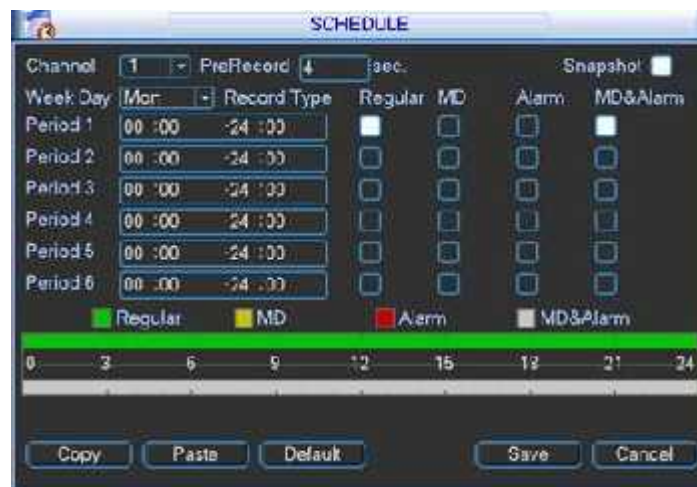 SCHEDULE
Channel 1 PreRecord 4 sec. Snapshot
Week Day Mon Record Type Regular MD Alarm MD&Alarm
Period 1 00 :00 -24 :00
Period 2 00 :00 -24 :00
Period 3 00 :00 -24 :00
Period 4 00 :00 -24 :00
Period 5 00 :00 -24 :00
Period 6 00 :00 -24 :00
Regular MD Alarm MD&Alarm
0 3 6 9 12 15 18 21 24
Copy Paste Default Save Cancel